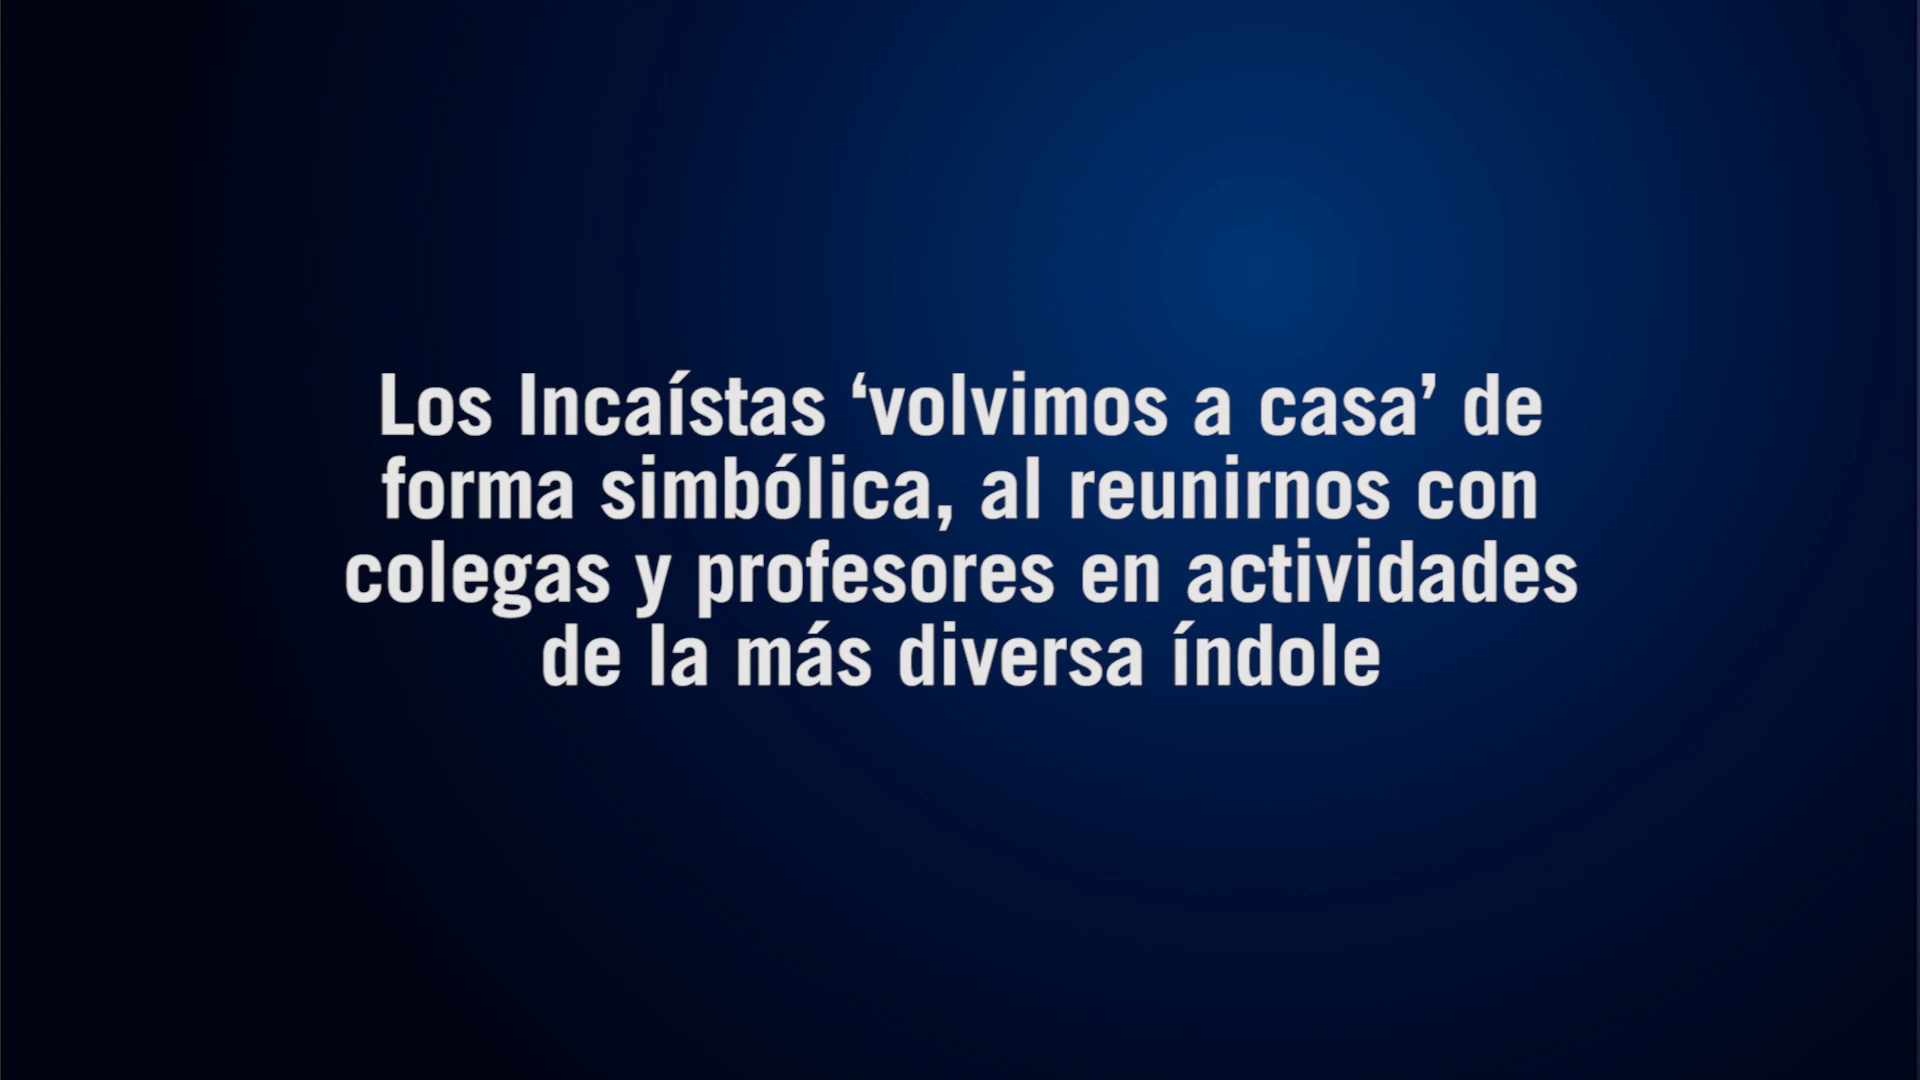 Los Incaístas ‘volvimos a casa’ de
forma simbólica, al reunirnos con
colegas y profesores en actividades
de la más diversa índole